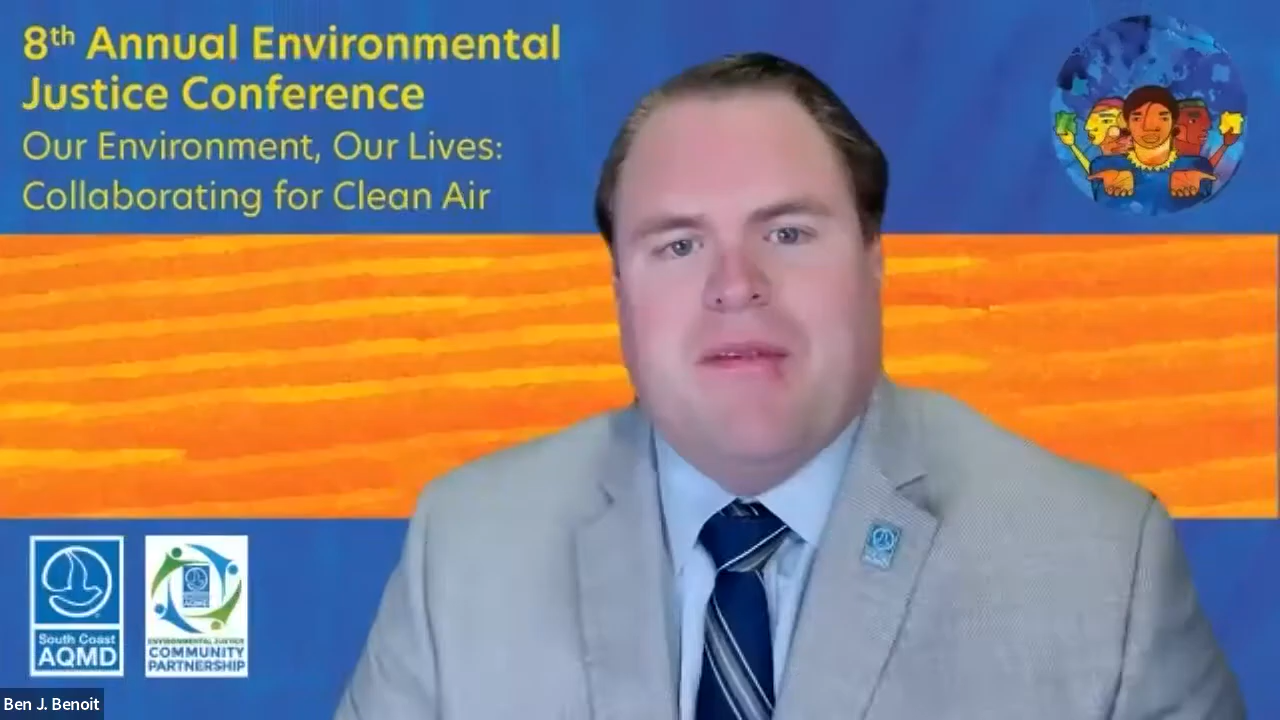 8th Annual Environmental
Justice Conference
Our Environment, Our Lives:
Collaborating for Clean Air
South Coast
AQMD
AQMD
ENVIRONMENTAL JUSTICE
COMMUNITY
PARTNERSHIP
Ben J. Benoit